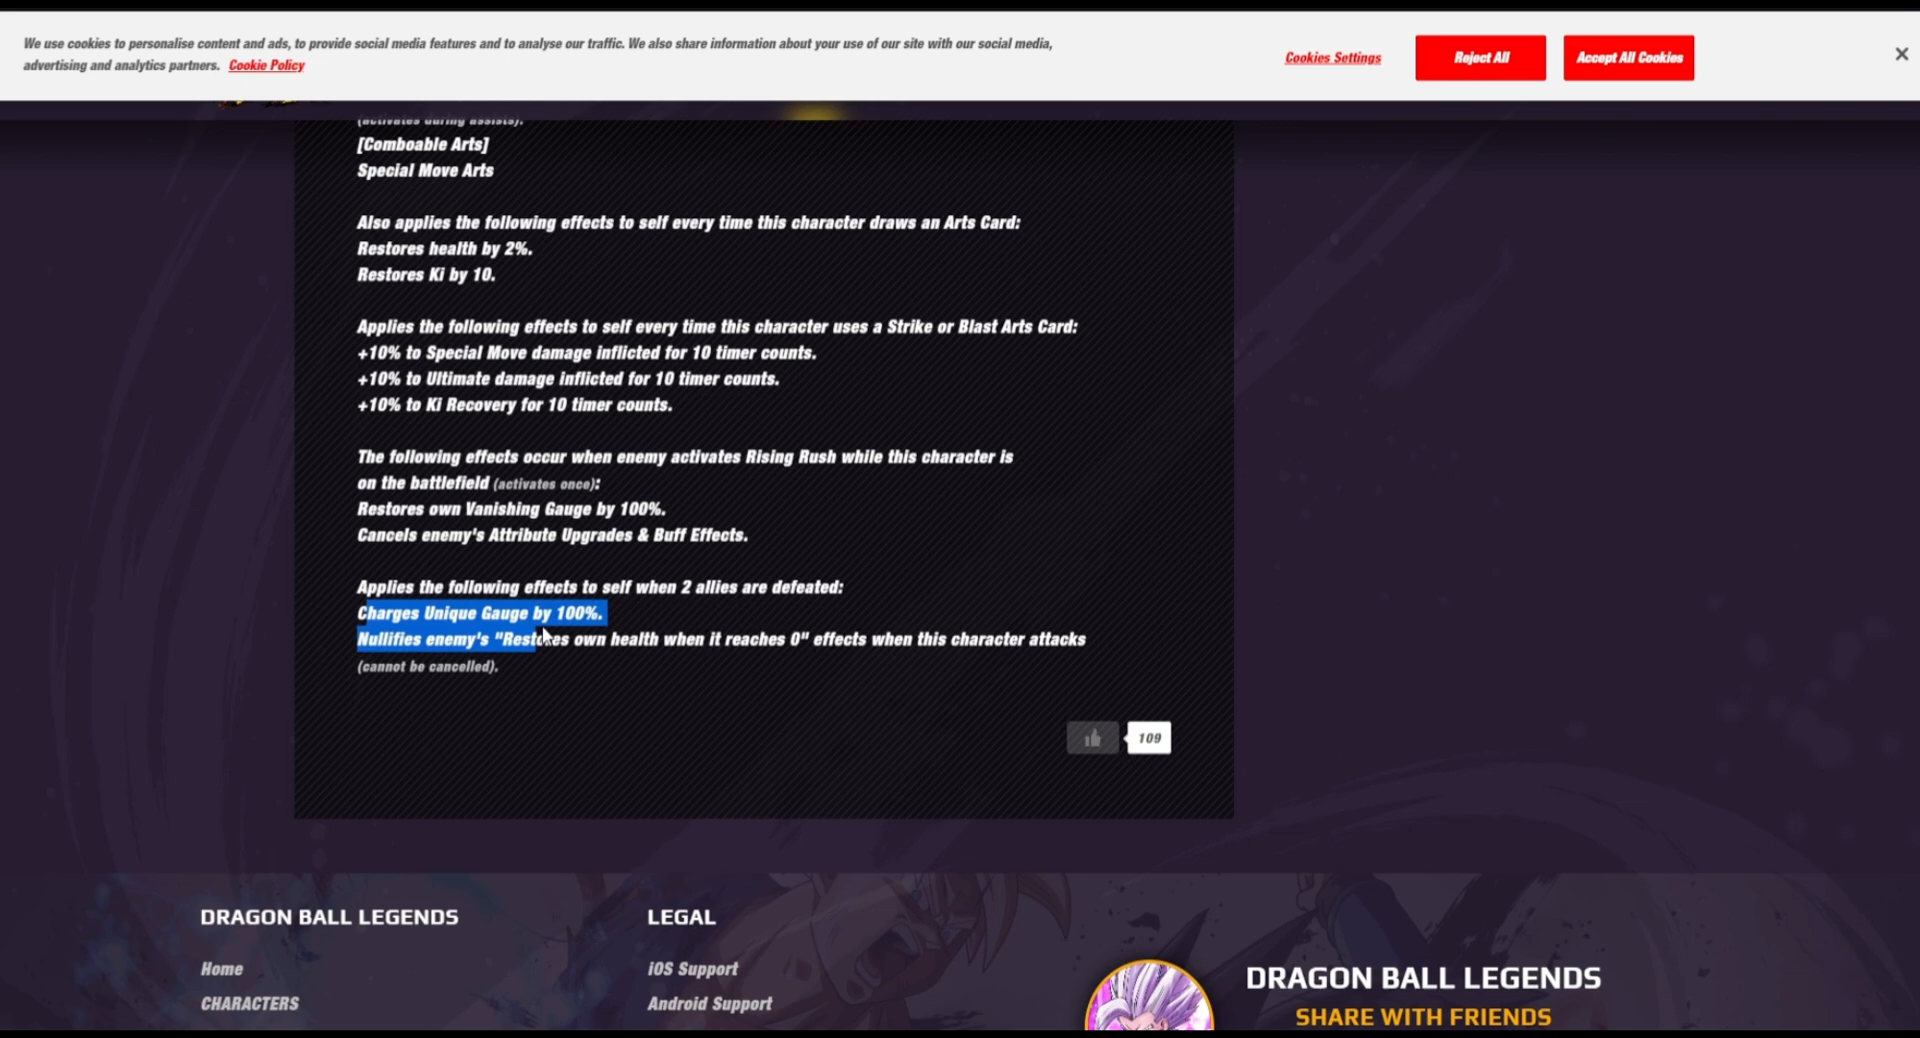 We use cookies to personalise content and ads, to provide social media features and to analyse our traffic. We also share information about your use of our site with our social media,
advertising and analytics partners. Cookie Policy
Cookies Settings
Reject All
Accept All Cookies
(activates during assists).
[Comboable Arts]
Special Move Arts
Also applies the following effects to self every time this character draws an Arts Card:
Restores health by 2%.
Restores Ki by 10.
Applies the following effects to self every time this character uses a Strike or Blast Arts Card:
+10% to Special Move damage inflicted for 10 timer counts.
+10% to Ultimate damage inflicted for 10 timer counts.
+10% to Ki Recovery for 10 timer counts.
The following effects occur when enemy activates Rising Rush while this character is
on the battlefield (activates once):
Restores own Vanishing Gauge by 100%.
Cancels enemy's Attribute Upgrades & Buff Effects.
Applies the following effects to self when 2 allies are defeated:
Charges Unique Gauge by 100%.
Nullifies enemy's "Restores own health when it reaches 0" effects when this character attacks
(cannot be cancelled).
109
DRAGON BALL LEGENDS
Home
CHARACTERS
LEGAL
iOS Support
Android Support
DRAGON BALL LEGENDS
SHARE WITH FRIENDS